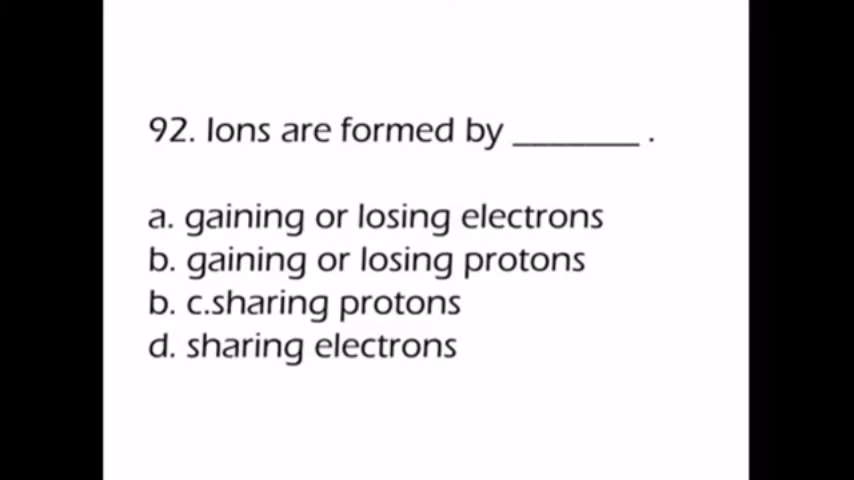 92. Ions are formed by _______ .
a. gaining or losing electrons
b. gaining or losing protons
b. c.sharing protons
d. sharing electrons